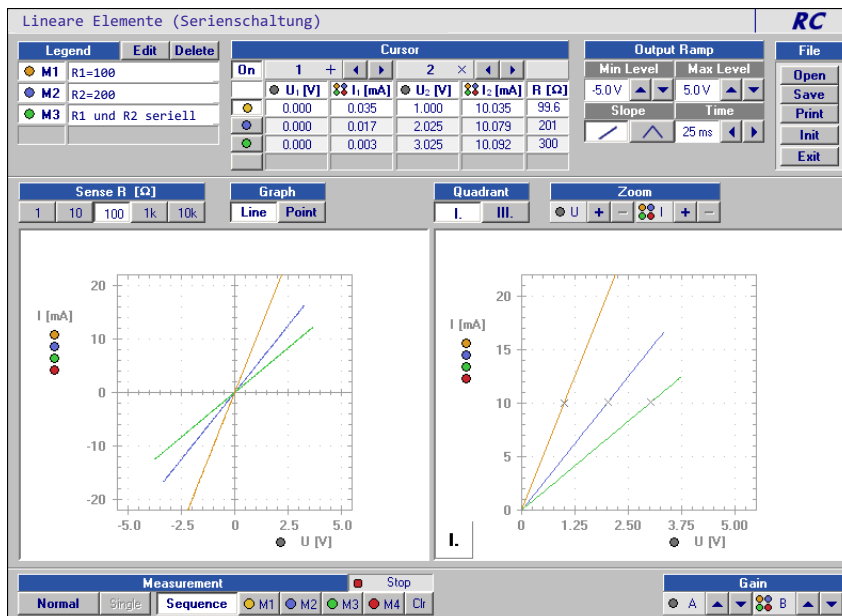 Lineare Elemente (Serienschaltung)
RC
Legend Edit Delete
M1 R1=100
M2 R2=200
M3 R1 und R2 seriell
Cursor
On 1 + 2 ×
U1 [V] I1 [mA] U2 [V] I2 [mA] R [Ω]
0.000 0.035 1.000 10.035 99.6
0.000 0.017 2.025 10.079 201
0.000 0.003 3.025 10.092 300
Output Ramp
Min Level Max Level
-5.0 V 5.0 V
Slope Time
25 ms
File
Open
Save
Print
Init
Exit
Sense R [Ω]
1 10 100 1k 10k
Graph
Line Point
Quadrant
I. III.
Zoom
U + − I + −
I [mA]
20
10
0
-10
-20
-5.0 -2.5 0 2.5 5.0
U [V]
I [mA]
20
15
10
5
0
0 1.25 2.50 3.75 5.00
U [V]
I.
Measurement
Stop
Normal Single Sequence M1 M2 M3 M4 Clr
Gain
A B